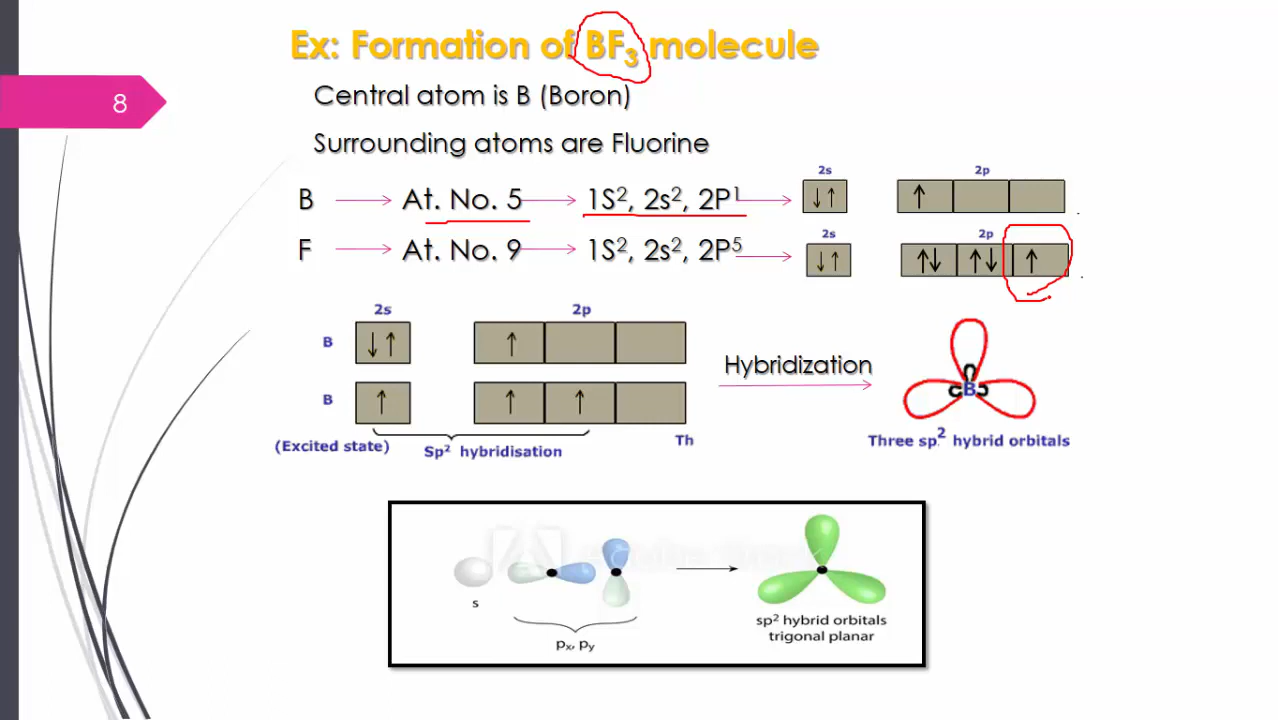 Ex: Formation of BF₃ molecule
8
Central atom is B (Boron)
Surrounding atoms are Fluorine
2s 2p
B At. No. 5 1S², 2s², 2P¹
2s 2p
F At. No. 9 1S², 2s², 2P⁵
2s 2p
B
Hybridization
B
B
(Excited state) Sp² hybridisation Th
Three sp² hybrid orbitals
s
pₓ, pᵧ
sp² hybrid orbitals
trigonal planar